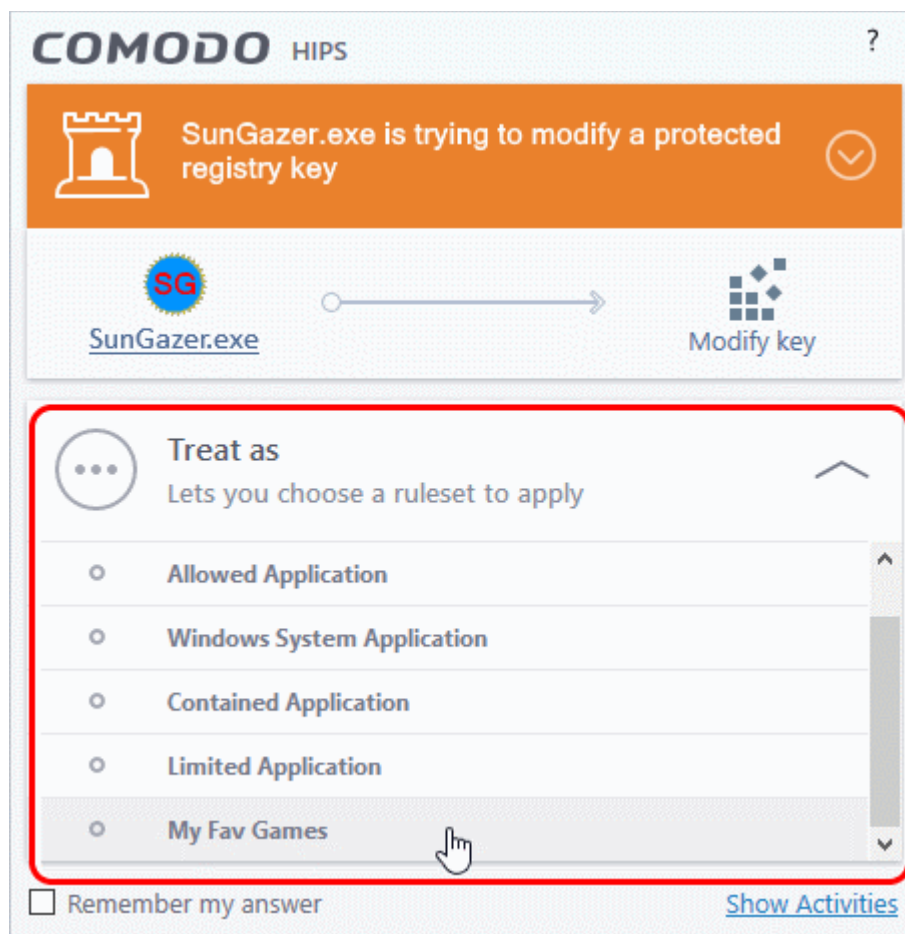 COMODO HIPS ?
SunGazer.exe is trying to modify a protected
registry key
SG
SunGazer.exe
Modify key
Treat as
Lets you choose a ruleset to apply
Allowed Application
Windows System Application
Contained Application
Limited Application
My Fav Games
Remember my answer
Show Activities